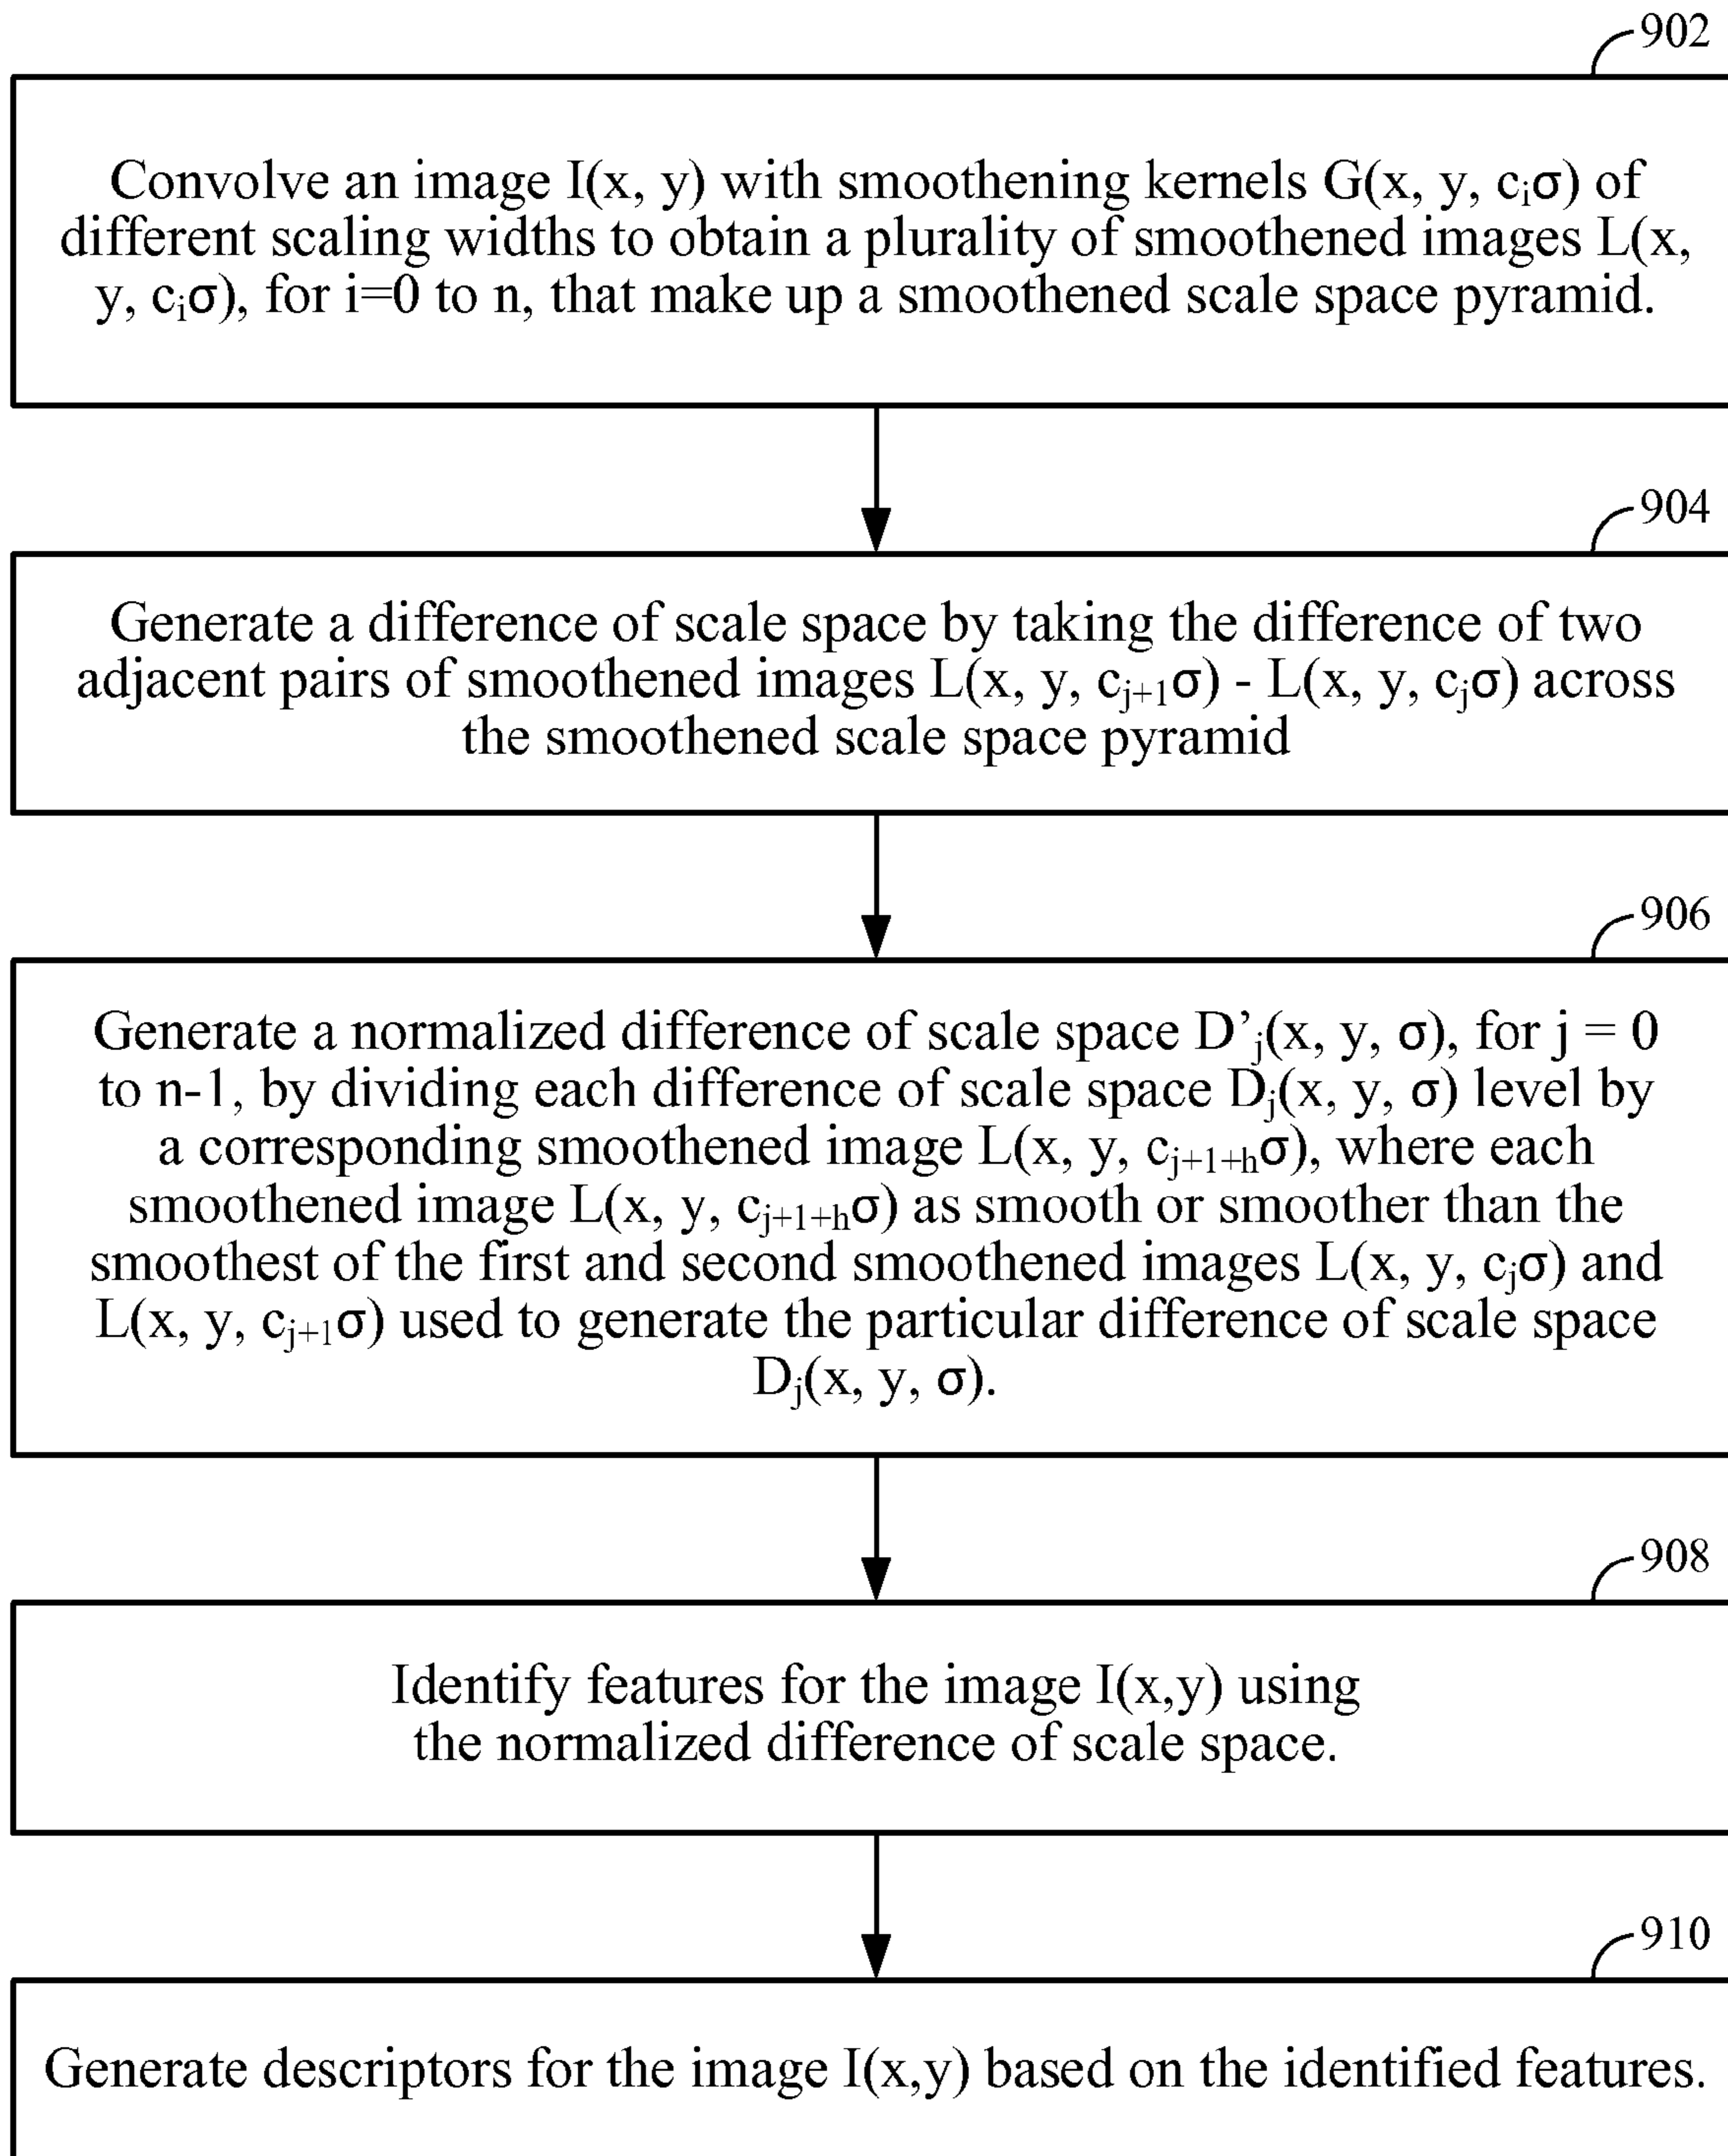 902
Convolve an image I(x, y) with smoothening kernels G(x, y, cᵢσ) of
different scaling widths to obtain a plurality of smoothened images L(x,
y, cᵢσ), for i=0 to n, that make up a smoothened scale space pyramid.
904
Generate a difference of scale space by taking the difference of two
adjacent pairs of smoothened images L(x, y, cⱼ₊₁σ) - L(x, y, cⱼσ) across
the smoothened scale space pyramid
906
Generate a normalized difference of scale space D’ⱼ(x, y, σ), for j = 0
to n-1, by dividing each difference of scale space Dⱼ(x, y, σ) level by
a corresponding smoothened image L(x, y, cⱼ₊₁₊ₕσ), where each
smoothened image L(x, y, cⱼ₊₁₊ₕσ) as smooth or smoother than the
smoothest of the first and second smoothened images L(x, y, cⱼσ) and
L(x, y, cⱼ₊₁σ) used to generate the particular difference of scale space
Dⱼ(x, y, σ).
908
Identify features for the image I(x,y) using
the normalized difference of scale space.
910
Generate descriptors for the image I(x,y) based on the identified features.